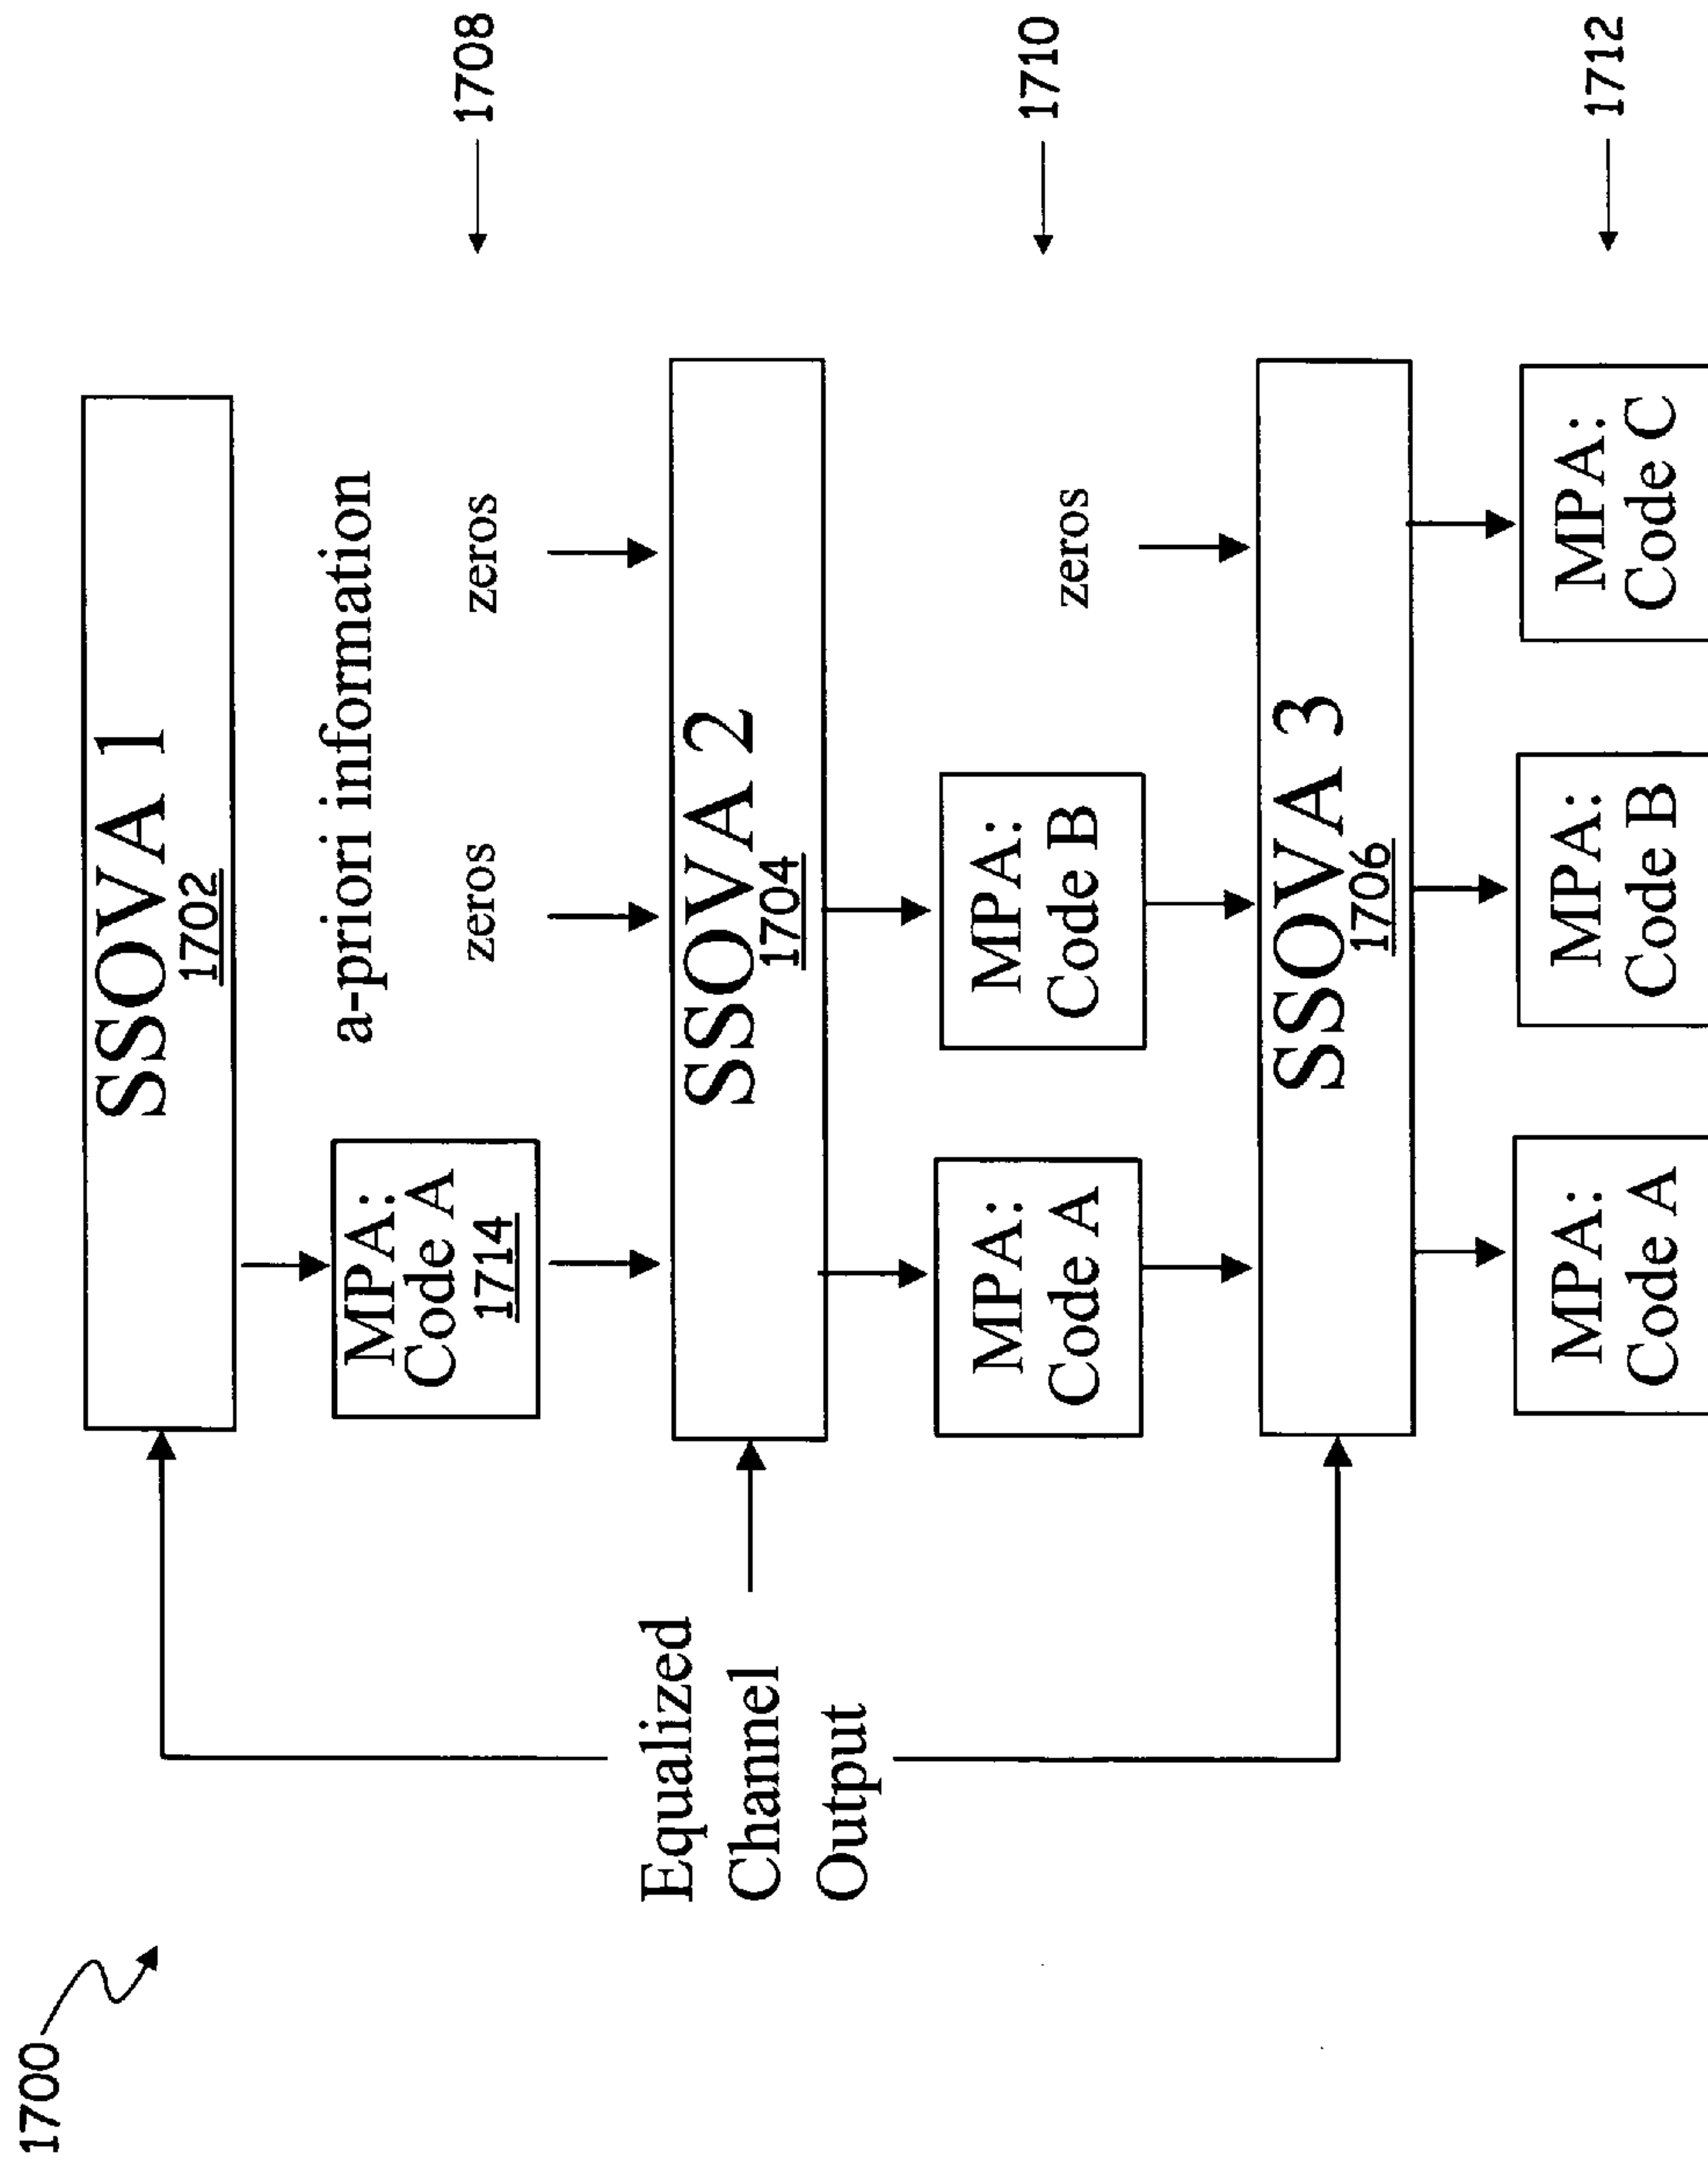 1700
SSOVA 1
1702
MPA:
Code A
1714
a-priori information
zeros
zeros
1708
Equalized
Channel
Output
SSOVA 2
1704
MPA:
Code A
MPA:
Code B
zeros
1710
SSOVA 3
1706
MPA:
Code A
MPA:
Code B
MPA:
Code C
1712